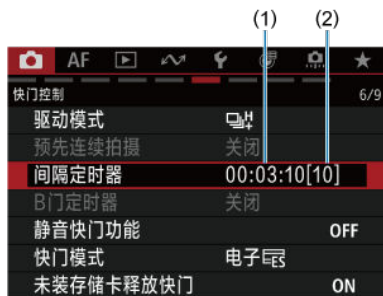 (1) (2)
AF
快门控制 6/9
驱动模式 H
预先连续拍摄 关闭
间隔定时器 00:03:10[10]
B门定时器 关闭
静音快门功能 OFF
快门模式 电子
未装存储卡释放快门 ON